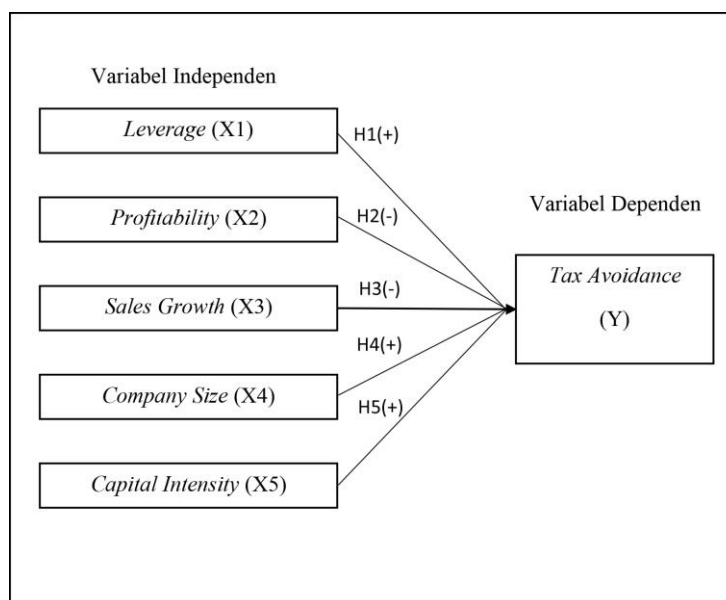 Variabel Independen
Leverage (X1)
H1(+)
Profitability (X2)
H2(-)
Variabel Dependen
Sales Growth (X3)
H3(-)
Tax Avoidance
(Y)
Company Size (X4)
H4(+)
Capital Intensity (X5)
H5(+)